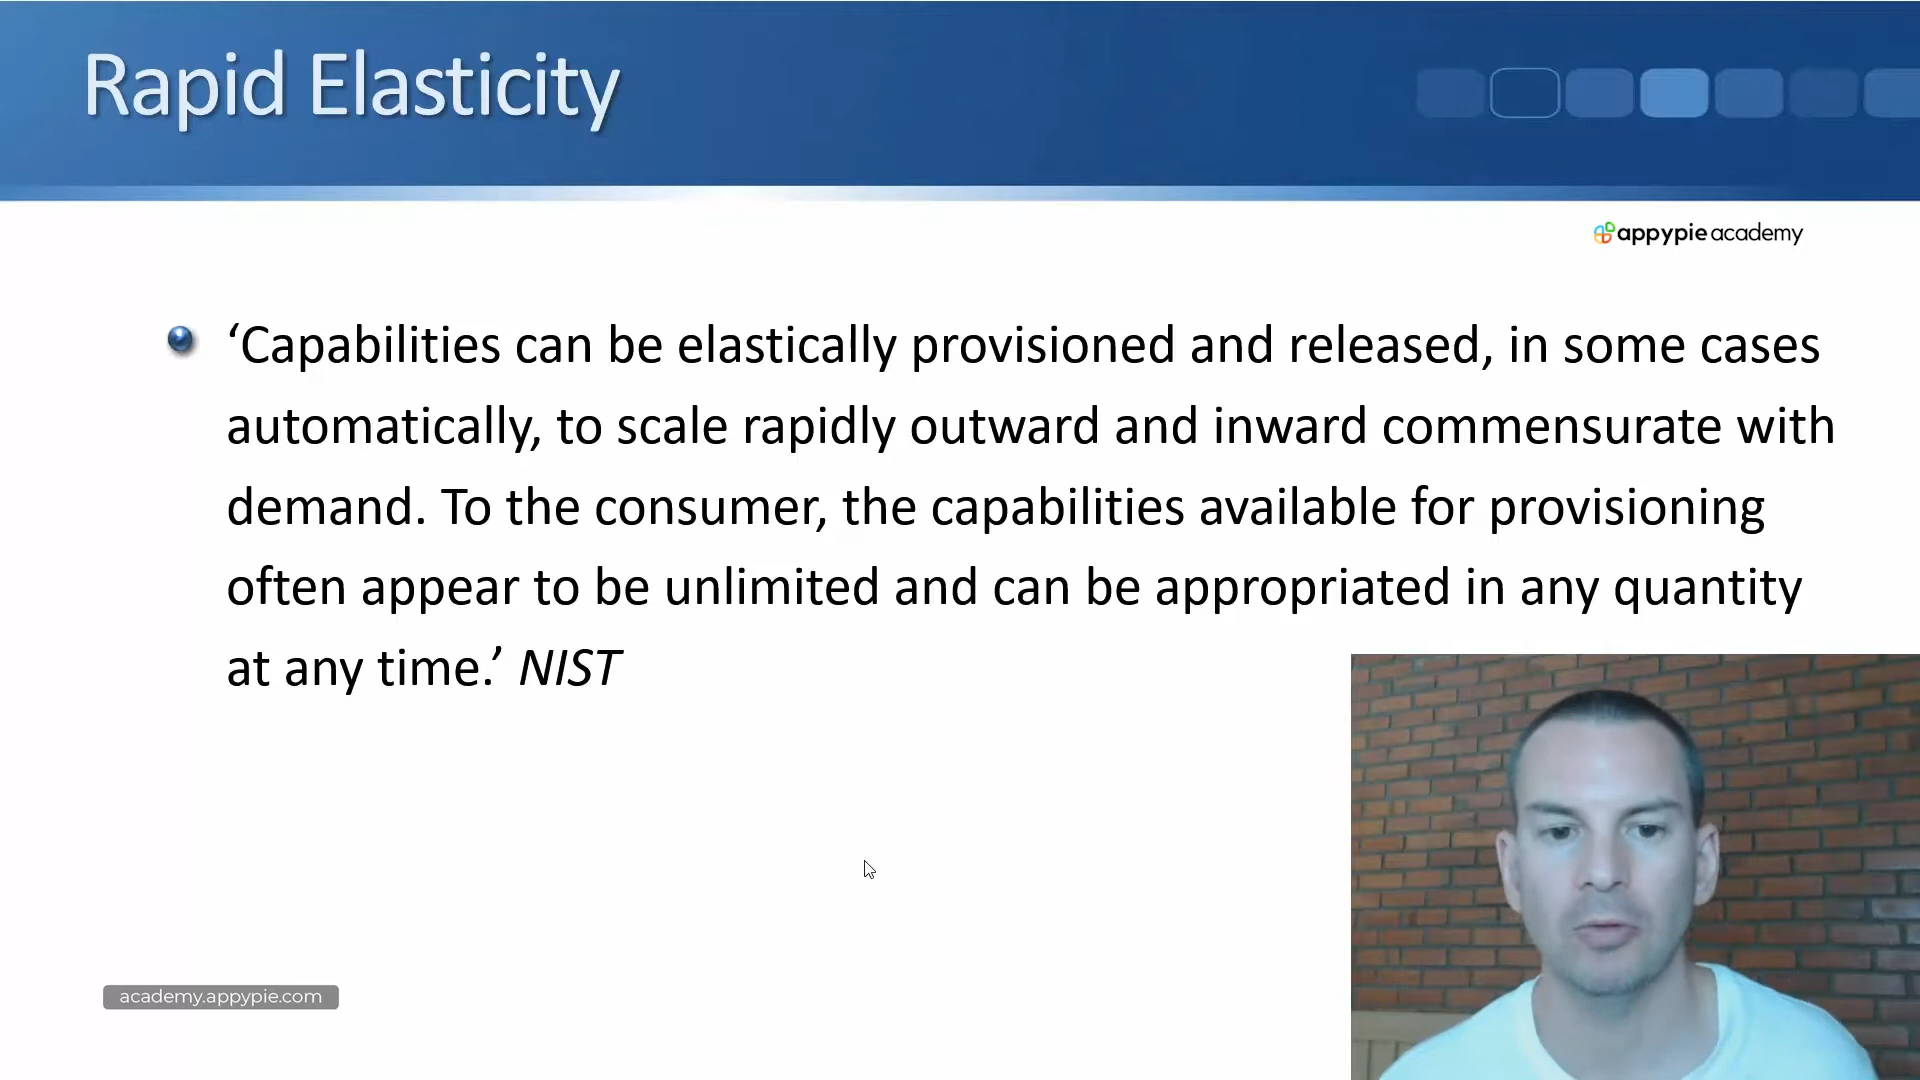 Rapid Elasticity
appypie academy
‘Capabilities can be elastically provisioned and released, in some cases
automatically, to scale rapidly outward and inward commensurate with
demand. To the consumer, the capabilities available for provisioning
often appear to be unlimited and can be appropriated in any quantity
at any time.’ NIST
academy.appypie.com